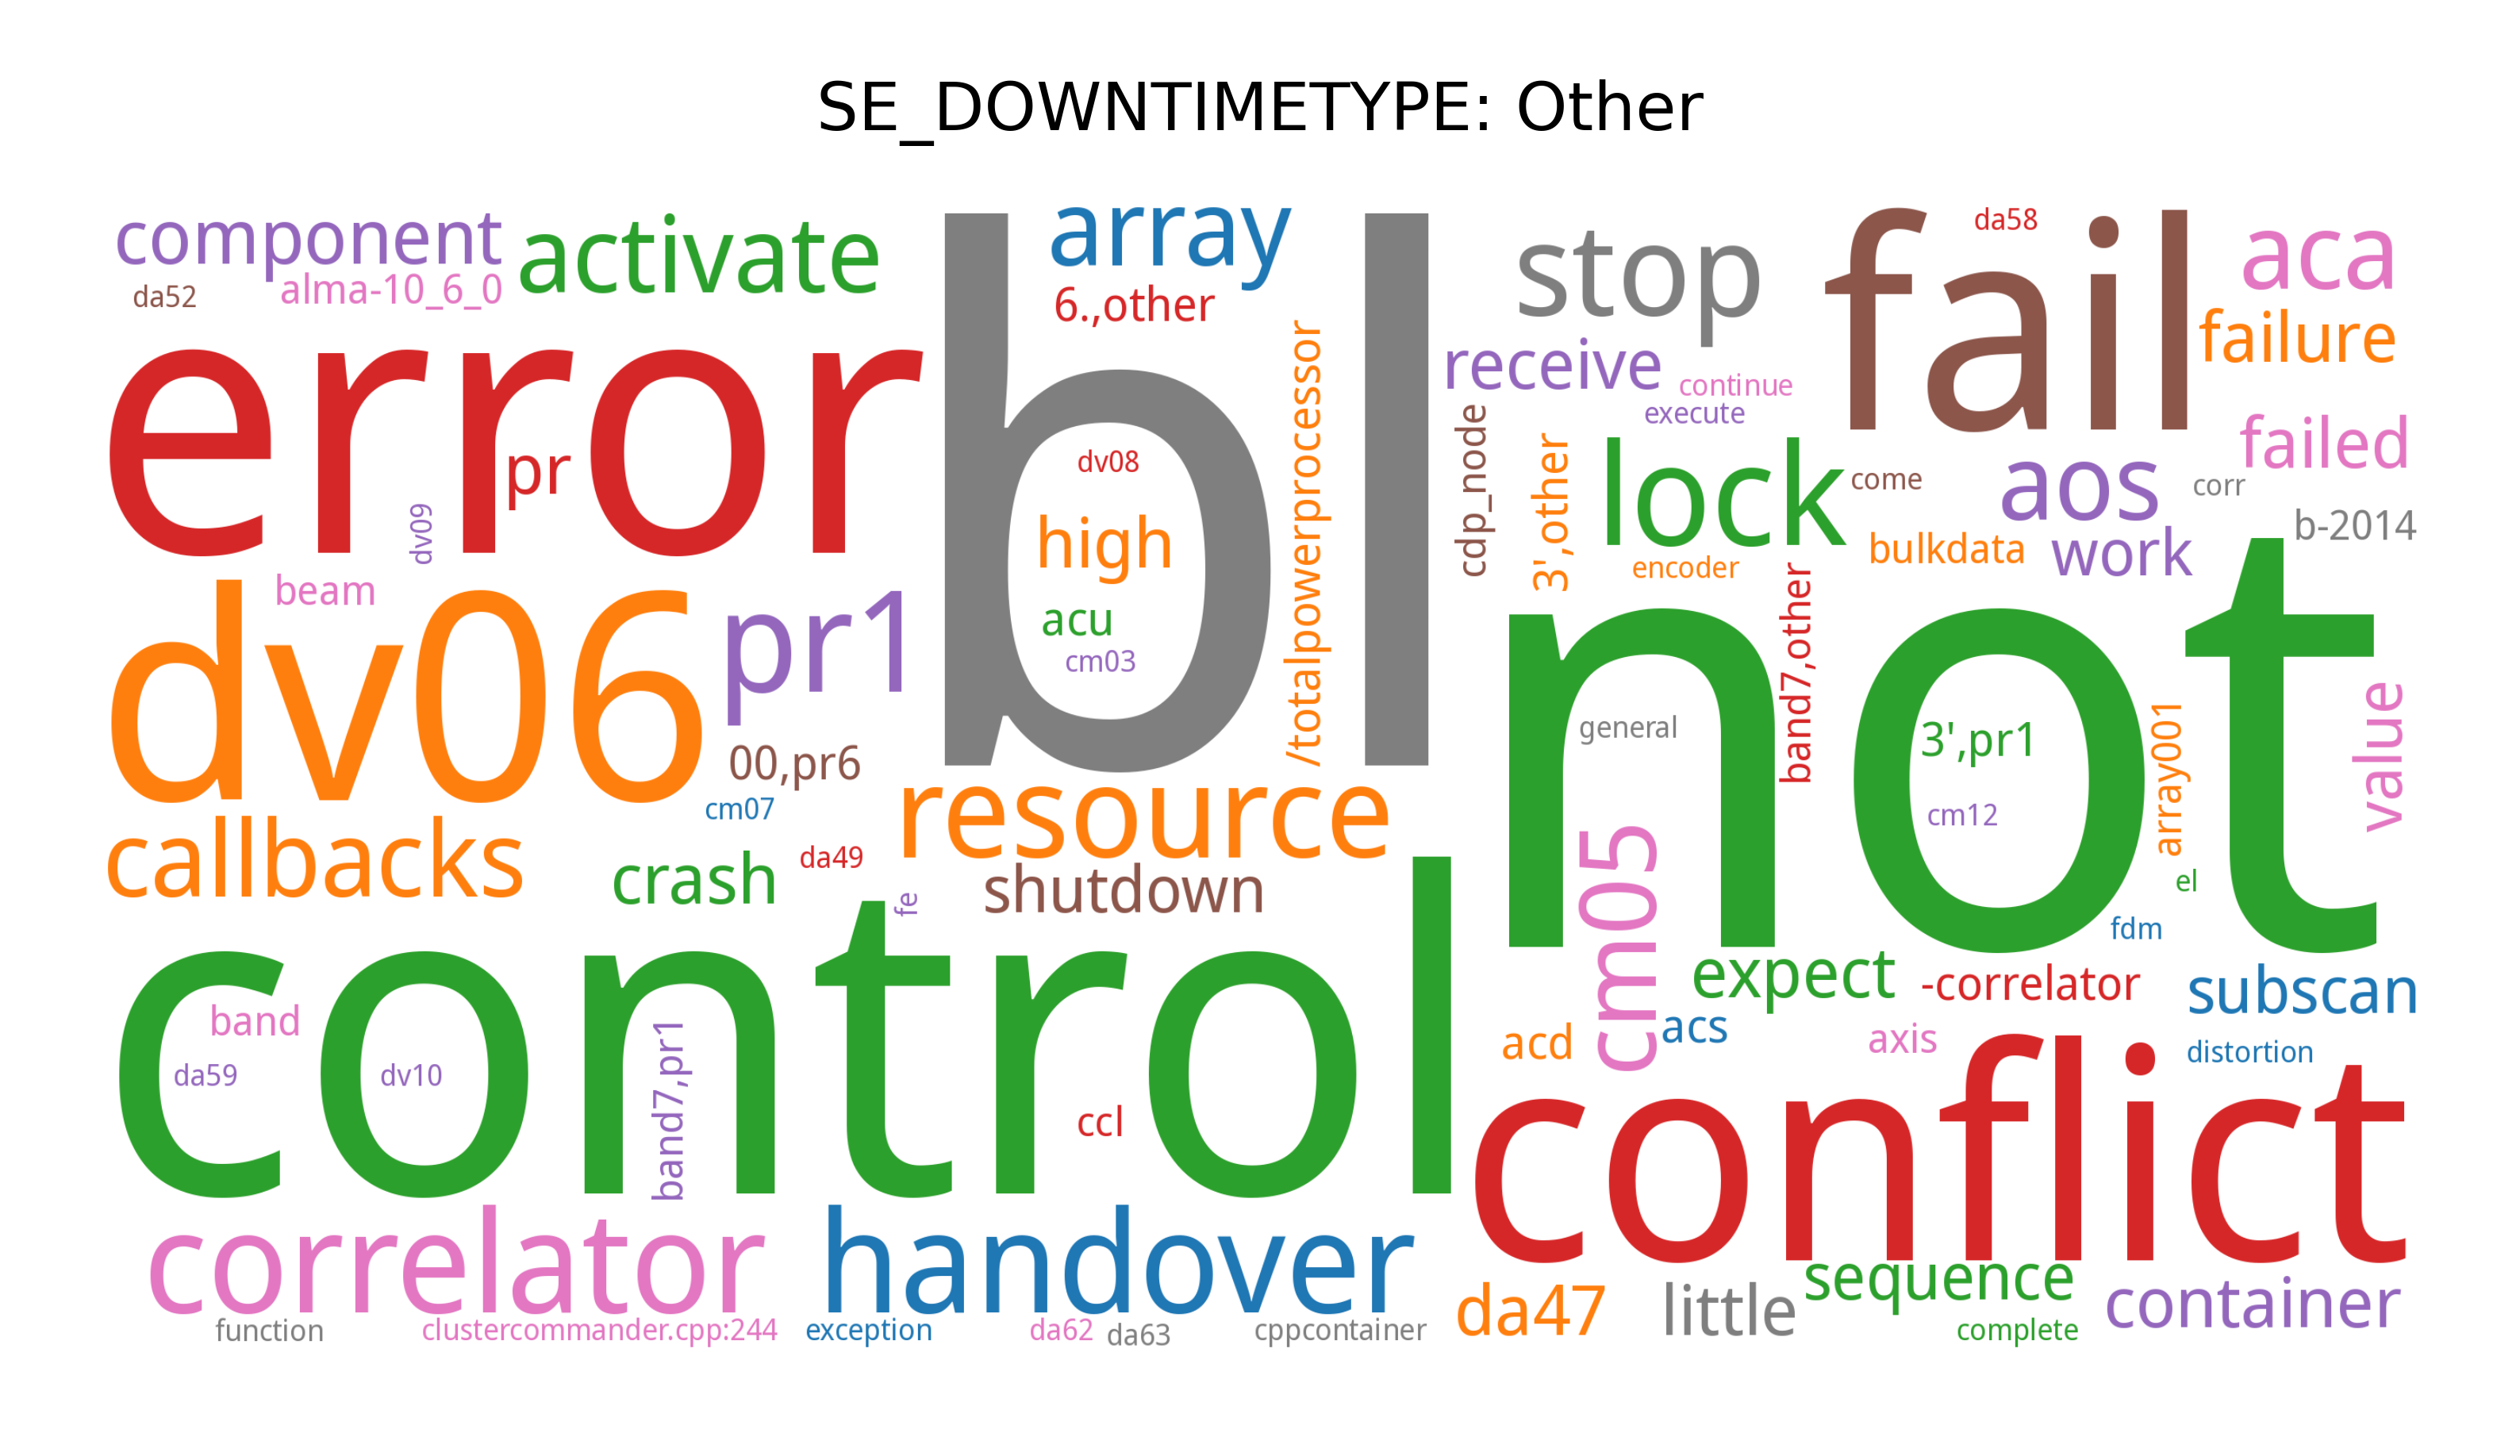 SE_DOWNTIMETYPE: Other
component
activate
bl
array
stop
fail
da58
aca
da52
alma-10_6_0
6.,other
failure
error
pr
dv09
receive
continue
execute
cdp_node
3',other
/totalpowerprocessor
dv08
high
acu
cm03
lock
come
aos
corr
failed
b-2014
encoder
bulkdata
work
beam
dv06
pr1
not
general
band7,other
3',pr1
cm12
array001
value
00,pr6
cm07
resource
callbacks
crash
da49
fe
shutdown
cm05
el
fdm
control
band
da59
dv10
band7,pr1
ccl
expect
-correlator
subscan
acd
acs
axis
distortion
conflict
correlator
handover
da47
little
sequence
container
function
clustercommander.cpp:244
exception
da62
da63
cppcontainer
complete